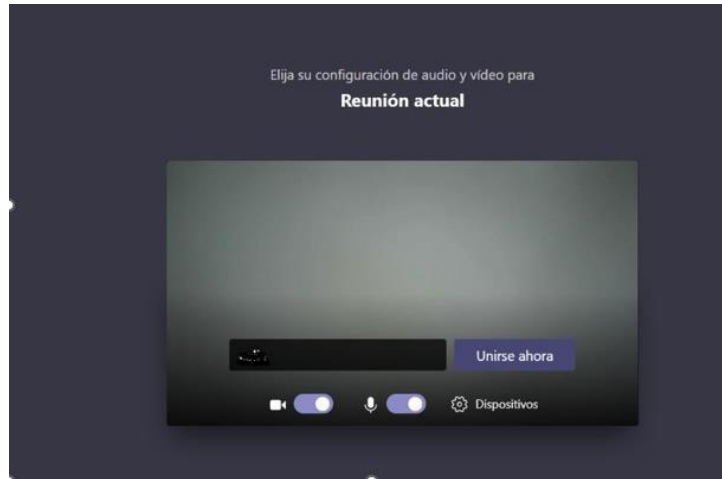 Elija su configuración de audio y vídeo para
Reunión actual
Unirse ahora
Dispositivos